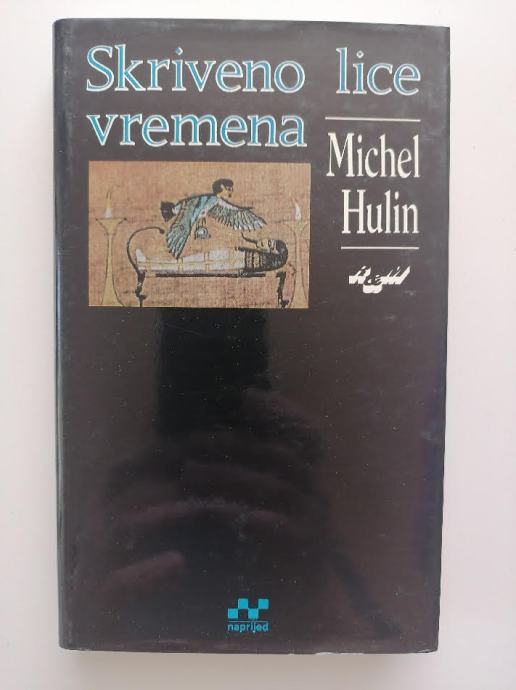 Skriveno lice
vremena
Michel
Hulin
naprijed